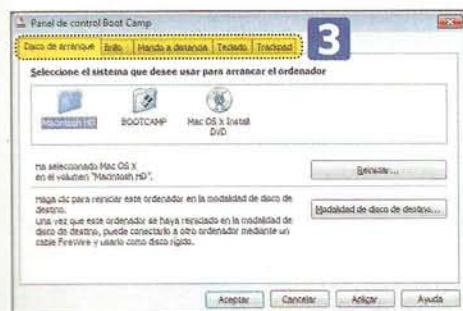 Panel de control Boot Camp
Disco de arranque Brillo Mando a distancia Teclado Trackpad
3
Seleccione el sistema que desee usar para arrancar el ordenador
Macintosh HD BOOTCAMP Mac OS X Install
DVD
Ha seleccionado Mac OS X
en el volumen "Macintosh HD".
Reiniciar...
Haga clic para reiniciar este ordenador en la modalidad de disco de
destino.
Una vez que este ordenador se haya reiniciado en la modalidad
de disco de destino, puede conectarlo a otro ordenador mediante un
cable FireWire y usarlo como disco rígido.
Modalidad de disco de destino...
Aceptar Cancelar Aplicar Ayuda